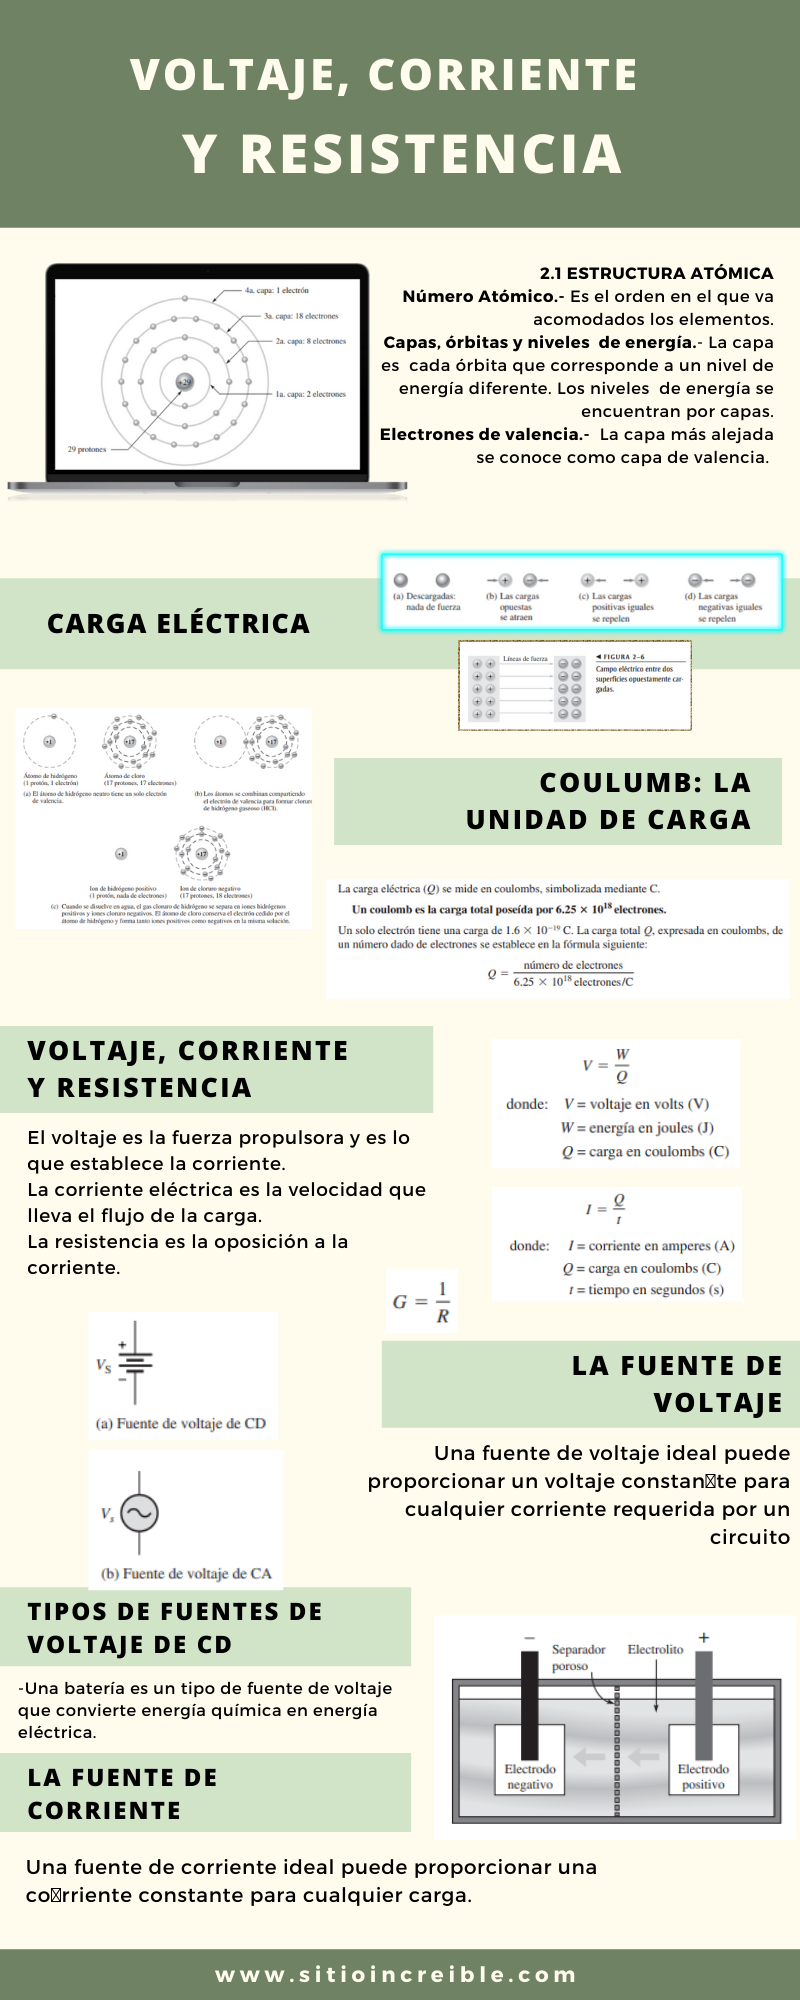 VOLTAJE, CORRIENTE
Y RESISTENCIA
4a. capa: 1 electrón
3a. capa: 18 electrones
2a. capa: 8 electrones
+29
1a. capa: 2 electrones
29 protones
2.1 ESTRUCTURA ATÓMICA
Número Atómico.- Es el orden en el que va
acomodados los elementos.
Capas, órbitas y niveles de energía.- La capa
es cada órbita que corresponde a un nivel de
energía diferente. Los niveles de energía se
encuentran por capas.
Electrones de valencia.- La capa más alejada
se conoce como capa de valencia.
CARGA ELÉCTRICA
(a) Descargadas:
nada de fuerza
(b) Las cargas
opuestas
se atraen
(c) Las cargas
positivas iguales
se repelen
(d) Las cargas
negativas iguales
se repelen
Líneas de fuerza
◄ FIGURA 2-6
Campo eléctrico entre dos
superficies opuestamente car-
gadas.
+1
+17
+1
+17
Átomo de hidrógeno
(1 protón, 1 electrón)
Átomo de cloro
(17 protones, 17 electrones)
(a) El átomo de hidrógeno neutro tiene un solo electrón
de valencia.
(b) Los átomos se combinan compartiendo
el electrón de valencia para formar cloruro
de hidrógeno gaseoso (HCl).
+1
+17
Ion de hidrógeno positivo
(1 protón, nada de electrones)
Ion de cloruro negativo
(17 protones, 18 electrones)
(c) Cuando se disuelve en agua, el gas cloruro de hidrógeno se separa en iones hidrógenos
positivos y iones cloruro negativos. El átomo de cloro conserva el electrón cedido por el
átomo de hidrógeno y forma tanto iones positivos como negativos en la misma solución.
COULUMB: LA
UNIDAD DE CARGA
La carga eléctrica (Q) se mide en coulombs, simbolizada mediante C.
Un coulomb es la carga total poseída por 6.25 × 10¹⁸ electrones.
Un solo electrón tiene una carga de 1.6 × 10⁻¹⁹ C. La carga total Q, expresada en coulombs, de
un número dado de electrones se establece en la fórmula siguiente:
Q = número de electrones / 6.25 × 10¹⁸ electrones/C
VOLTAJE, CORRIENTE
Y RESISTENCIA
El voltaje es la fuerza propulsora y es lo
que establece la corriente.
La corriente eléctrica es la velocidad que
lleva el flujo de la carga.
La resistencia es la oposición a la
corriente.
V = W / Q
donde: V = voltaje en volts (V)
W = energía en joules (J)
Q = carga en coulombs (C)
I = Q / t
donde: I = corriente en amperes (A)
Q = carga en coulombs (C)
t = tiempo en segundos (s)
G = 1 / R
VS
(a) Fuente de voltaje de CD
Vs
(b) Fuente de voltaje de CA
LA FUENTE DE
VOLTAJE
Una fuente de voltaje ideal puede
proporcionar un voltaje constan￾te para
cualquier corriente requerida por un
circuito
TIPOS DE FUENTES DE
VOLTAJE DE CD
-Una batería es un tipo de fuente de voltaje
que convierte energía química en energía
eléctrica.
Separador
poroso
Electrolito
Electrodo
negativo
Electrodo
positivo
LA FUENTE DE
CORRIENTE
Una fuente de corriente ideal puede proporcionar una
co￾rriente constante para cualquier carga.
www.sitioincreible.com